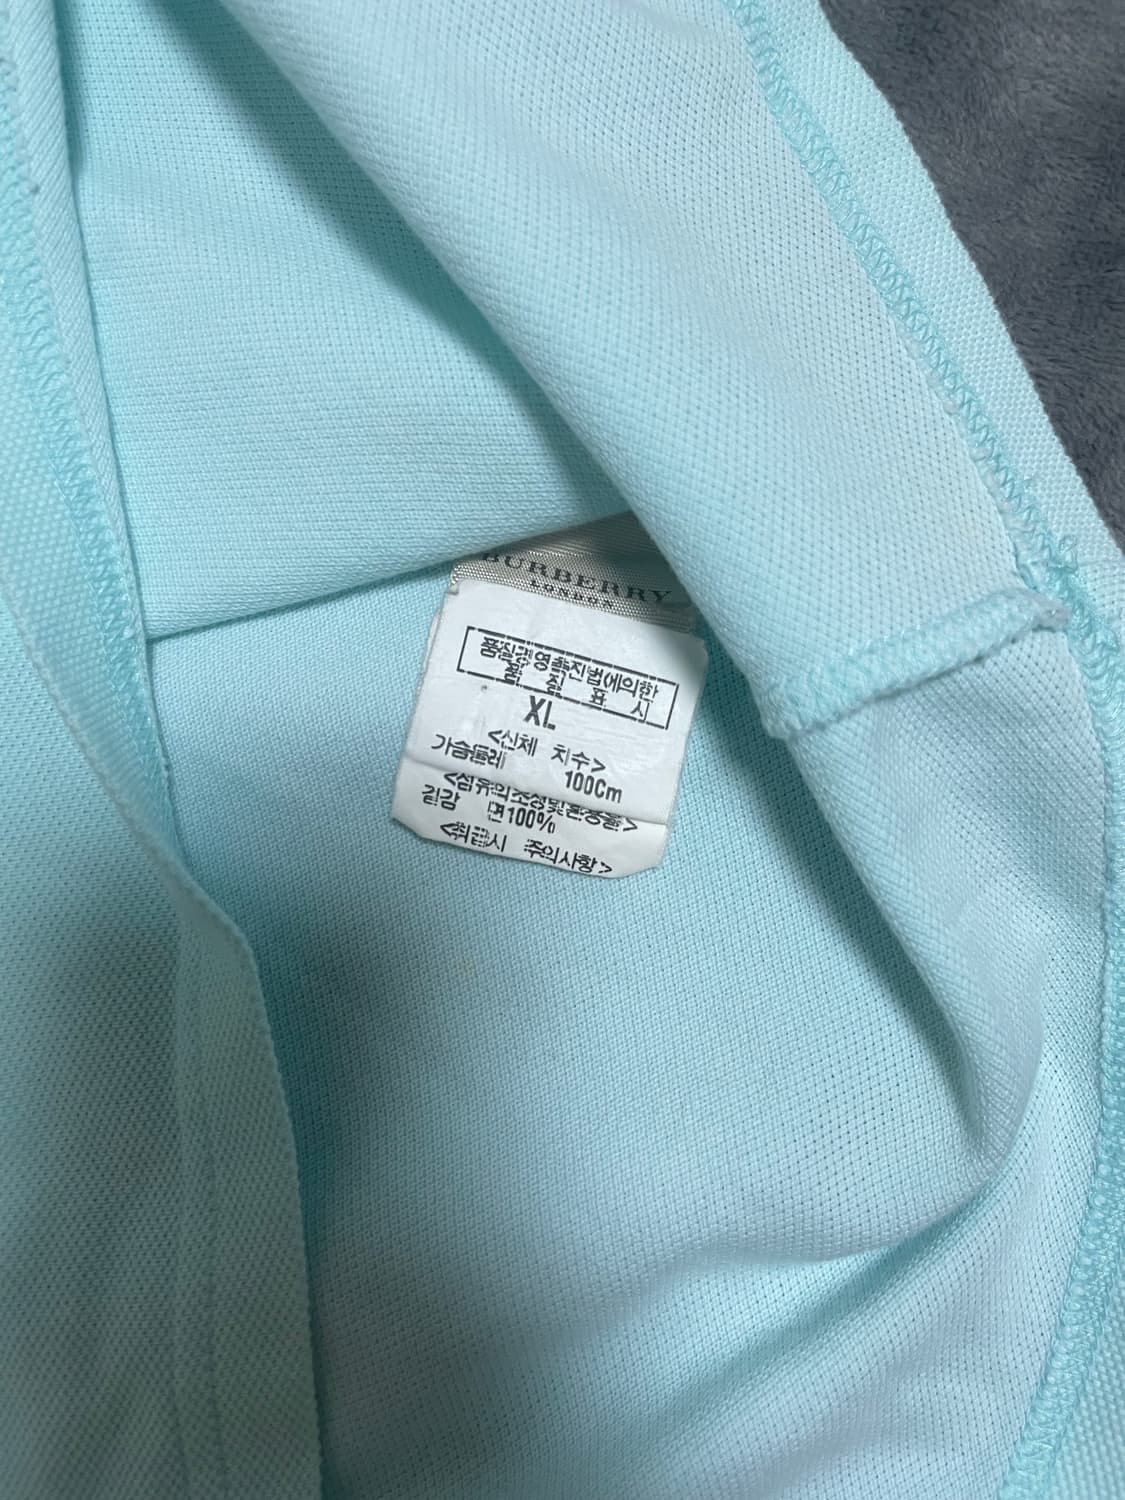 BURBERRY
LONDON
품질경영촉진법에의한
품 질 표 시
XL
<신체 치수>
가슴둘레 100Cm
<섬유의조성및혼용율>
겉감 면100%
<취급시 주의사항>